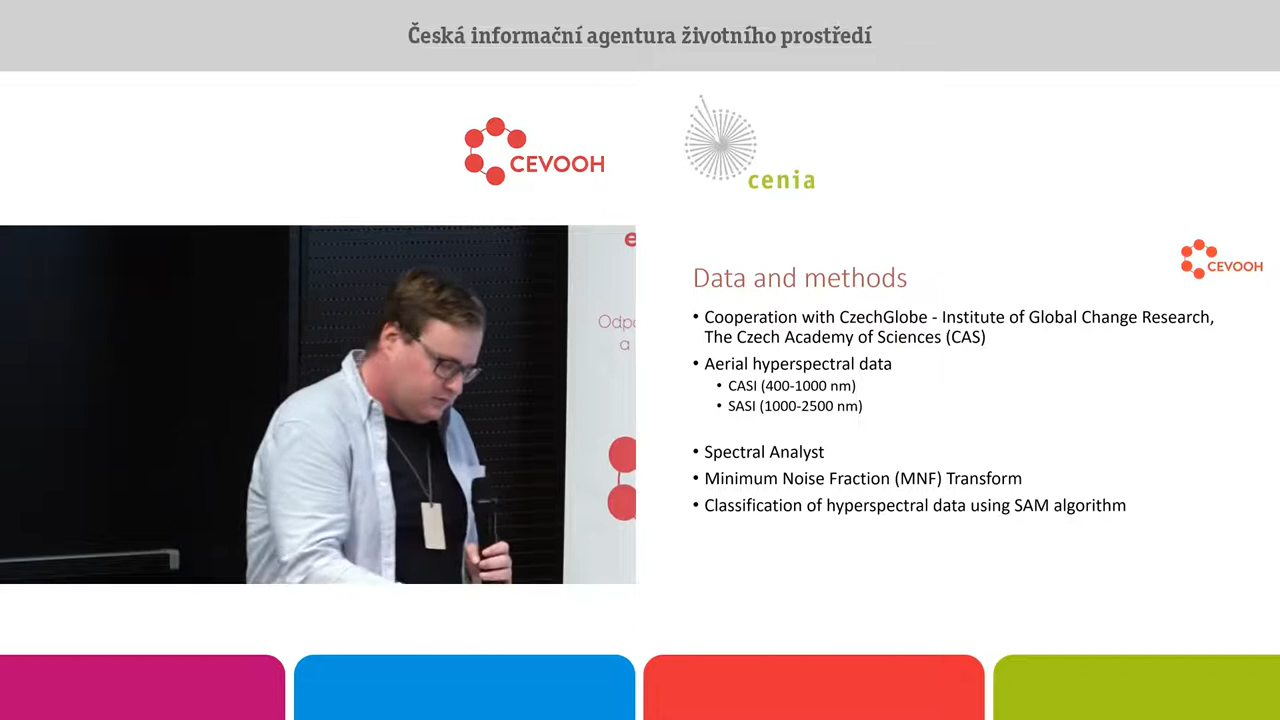 Česká informační agentura životního prostředí
CEVOOH
cenia
Odpo
a
CEVOOH
Data and methods
• Cooperation with CzechGlobe - Institute of Global Change Research,
The Czech Academy of Sciences (CAS)
• Aerial hyperspectral data
• CASI (400-1000 nm)
• SASI (1000-2500 nm)
• Spectral Analyst
• Minimum Noise Fraction (MNF) Transform
• Classification of hyperspectral data using SAM algorithm